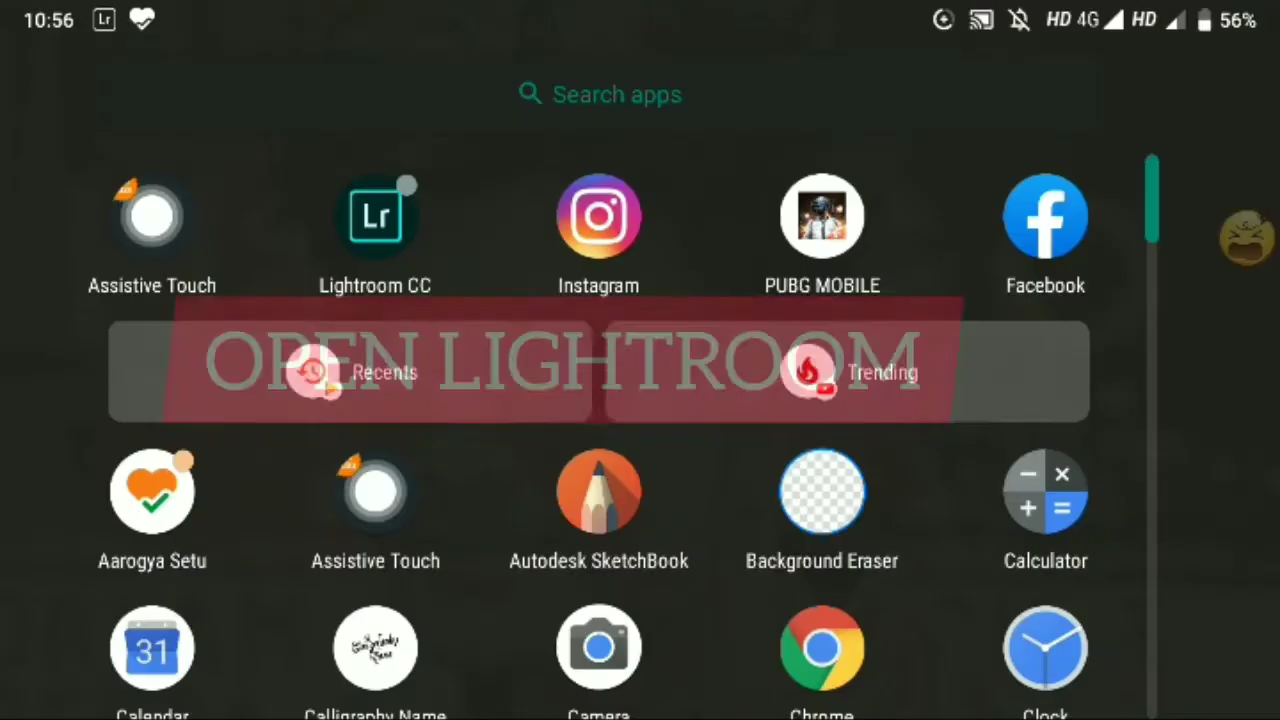 10:56 Lr HD 4G HD 56%
Search apps
Lr
Assistive Touch Lightroom CC Instagram PUBG MOBILE Facebook
OPEN LIGHTROOM
Recents Trending
Aarogya Setu Assistive Touch Autodesk SketchBook Background Eraser Calculator
31
Calendar Calligraphy Name Camera Chrome Clock